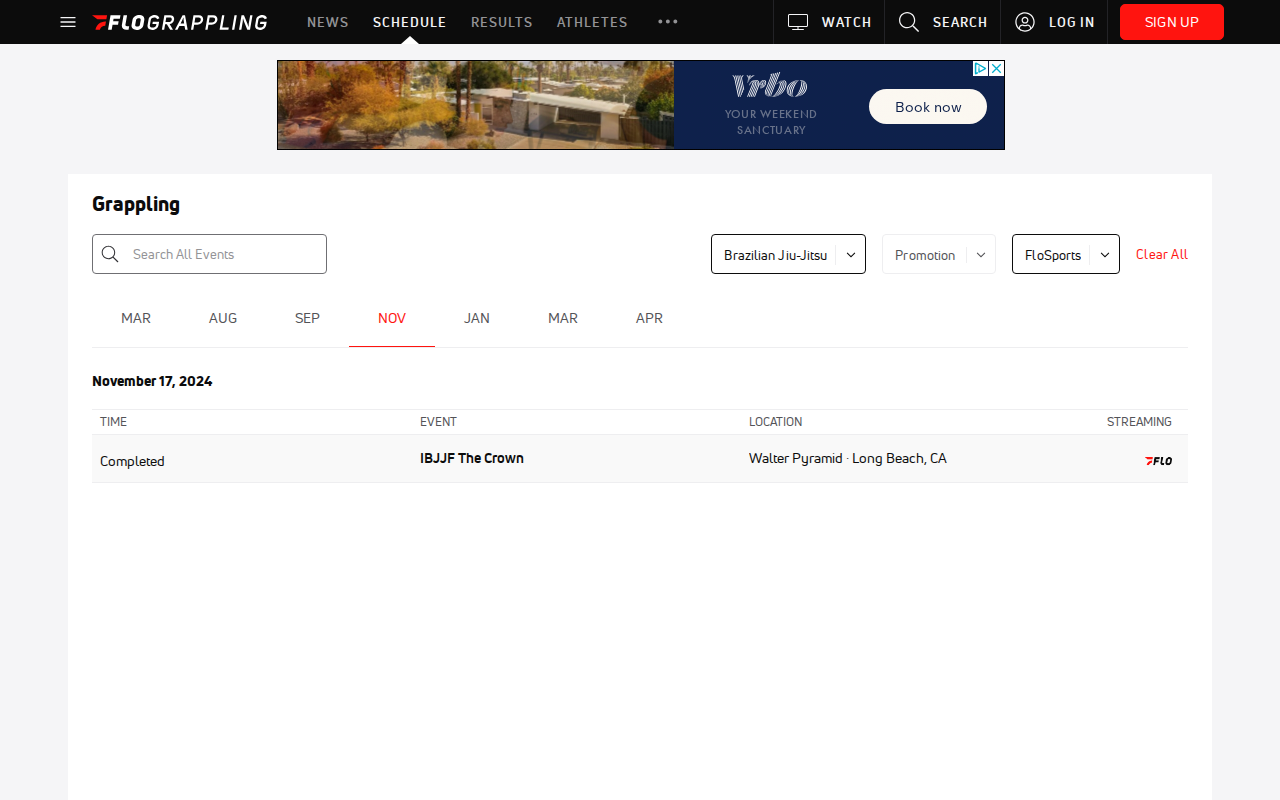 FLOGRAPPLING
NEWS
SCHEDULE
RESULTS
ATHLETES
WATCH
SEARCH
LOG IN
SIGN UP
Vrbo
YOUR WEEKEND
SANCTUARY
Book now
Grappling
Search All Events
Brazilian Jiu-Jitsu
Promotion
FloSports
Clear All
MAR
AUG
SEP
NOV
JAN
MAR
APR
November 17, 2024
TIME
EVENT
LOCATION
STREAMING
Completed
IBJJF The Crown
Walter Pyramid · Long Beach, CA
FLO